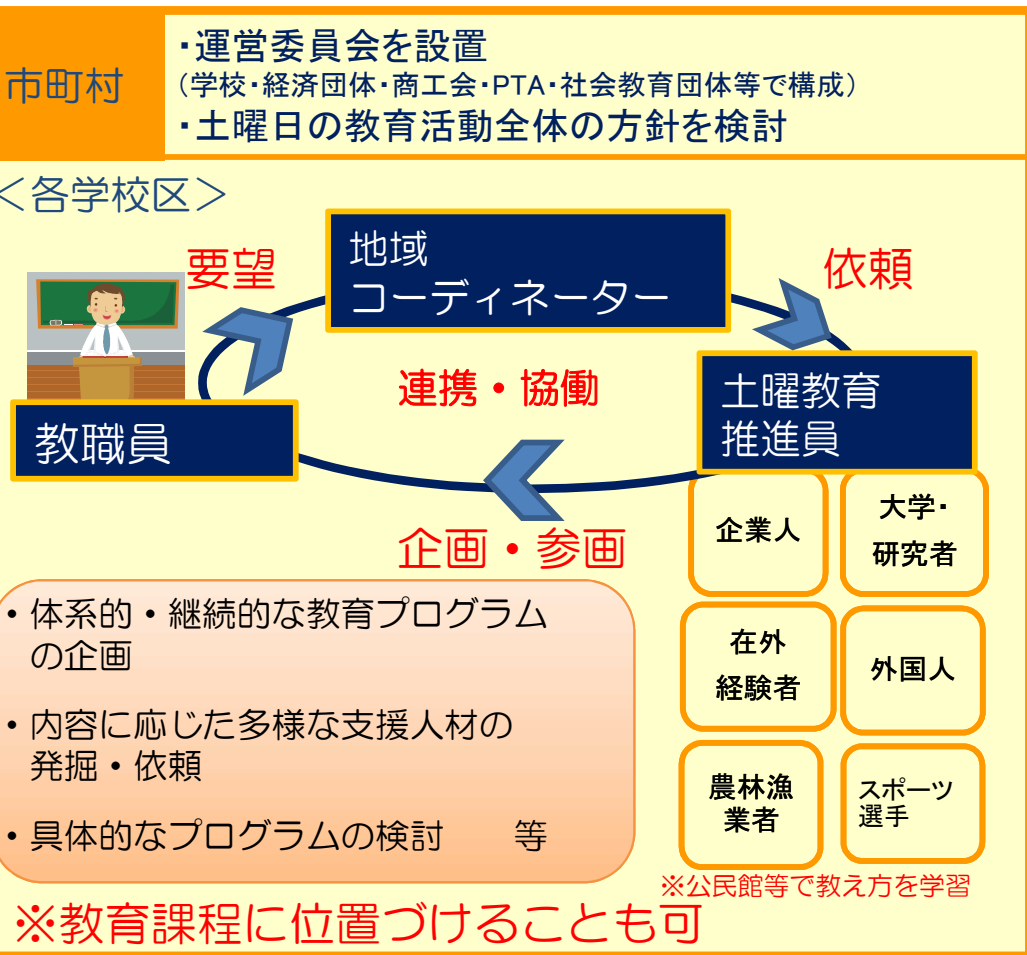 市町村
・運営委員会を設置
(学校・経済団体・商工会・PTA・社会教育団体等で構成)
・土曜日の教育活動全体の方針を検討
＜各学校区＞
要望
地域
コーディネーター
依頼
連携・協働
教職員
土曜教育
推進員
企画・参画
企業人
大学・
研究者
在外
経験者
外国人
農林漁
業者
スポーツ
選手
※公民館等で教え方を学習
・体系的・継続的な教育プログラム
の企画
・内容に応じた多様な支援人材の
発掘・依頼
・具体的なプログラムの検討　　等
※教育課程に位置づけることも可